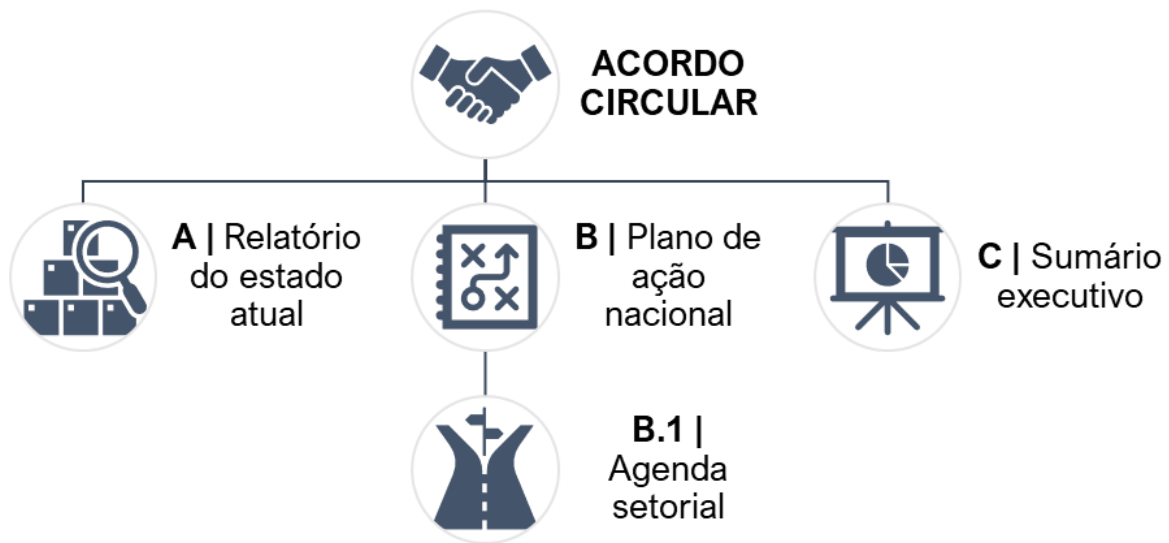 ACORDO
CIRCULAR
A | Relatório
do estado
atual
B | Plano de
ação
nacional
C | Sumário
executivo
B.1 |
Agenda
setorial